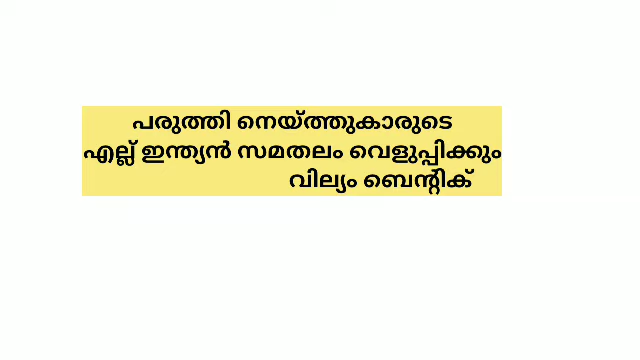 പരുത്തി നെയ്ത്തുകാരുടെ
എല്ല് ഇന്ത്യൻ സമതലം വെളുപ്പിക്കും
വില്യം ബെന്റിക്